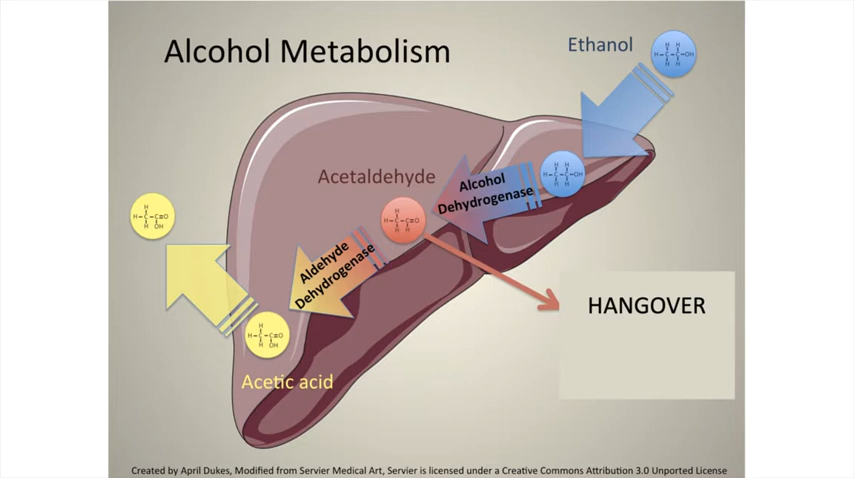 Alcohol Metabolism
Ethanol
Acetaldehyde
Alcohol
Dehydrogenase
Aldehyde
Dehydrogenase
HANGOVER
Acetic acid
Created by April Dukes, Modified from Servier Medical Art, Servier is licensed under a Creative Commons Attribution 3.0 Unported License